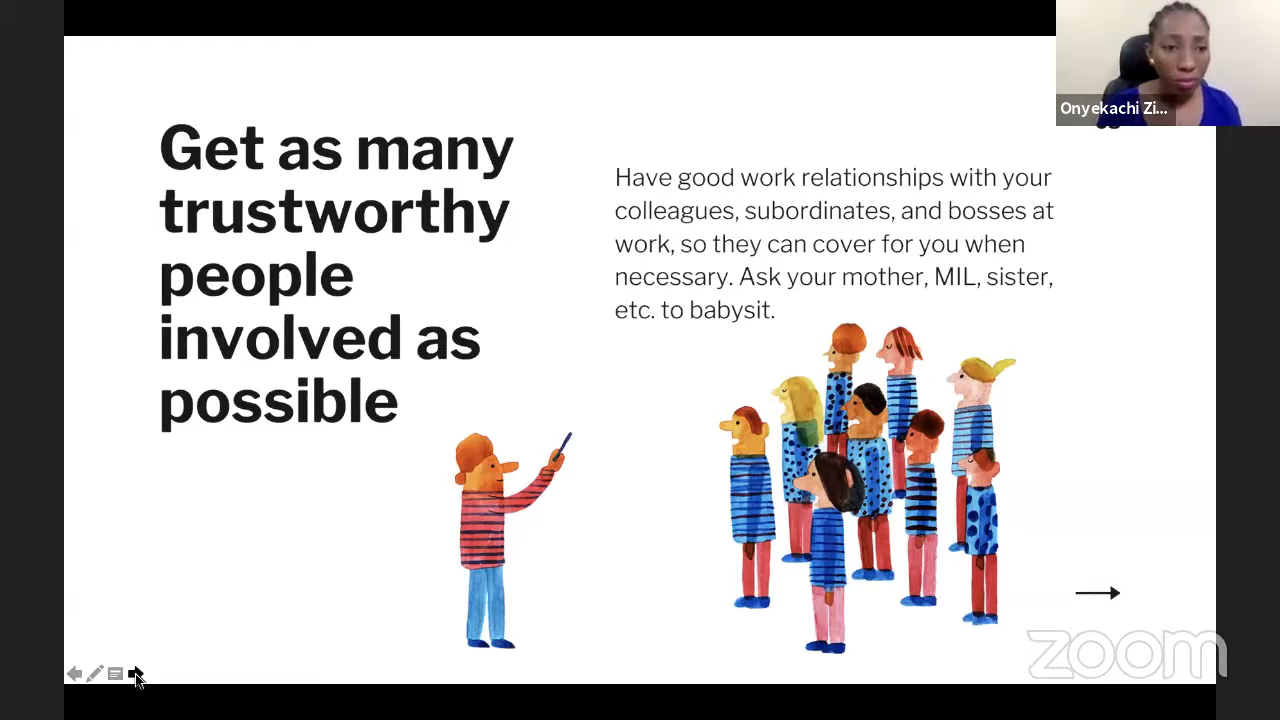 Onyekachi Zi...
Get as many
trustworthy
people
involved as
possible
Have good work relationships with your
colleagues, subordinates, and bosses at
work, so they can cover for you when
necessary. Ask your mother, MIL, sister,
etc. to babysit.
zoom